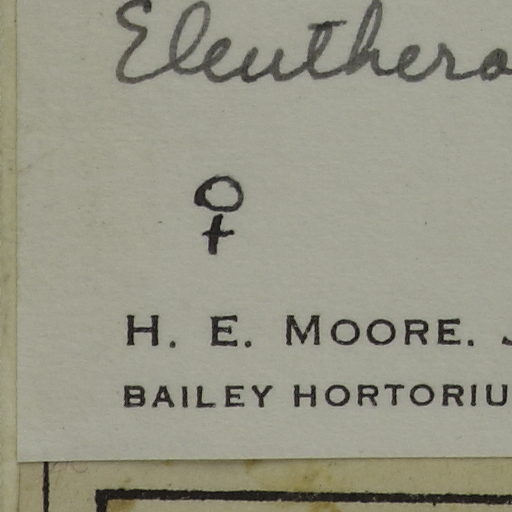 Eleuthero
♀
H. E. MOORE. J
BAILEY HORTORIU